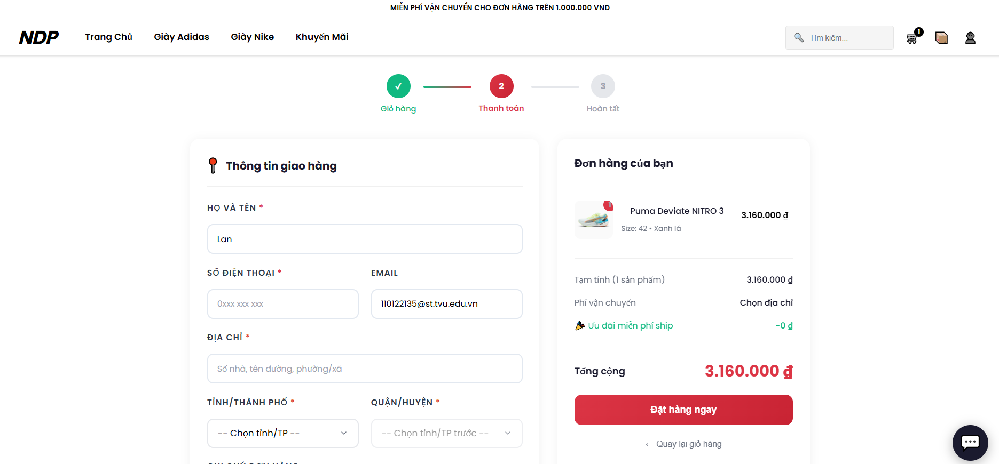 MIỄN PHÍ VẬN CHUYỂN CHO ĐƠN HÀNG TRÊN 1.000.000 VND
NDP
Trang Chủ
Giày Adidas
Giày Nike
Khuyến Mãi
Tìm kiếm...
1
✓
2
3
Giỏ hàng
Thanh toán
Hoàn tất
Thông tin giao hàng
HỌ VÀ TÊN *
Lan
SỐ ĐIỆN THOẠI *
EMAIL
0xxx xxx xxx
110122135@st.tvu.edu.vn
ĐỊA CHỈ *
Số nhà, tên đường, phường/xã
TỈNH/THÀNH PHỐ *
QUẬN/HUYỆN *
-- Chọn tỉnh/TP --
-- Chọn tỉnh/TP trước --
Đơn hàng của bạn
1
Puma Deviate NITRO 3
3.160.000 ₫
Size: 42 • Xanh lá
Tạm tính (1 sản phẩm)
3.160.000 ₫
Phí vận chuyển
Chọn địa chỉ
Ưu đãi miễn phí ship
-0 ₫
Tổng cộng
3.160.000 ₫
Đặt hàng ngay
← Quay lại giỏ hàng